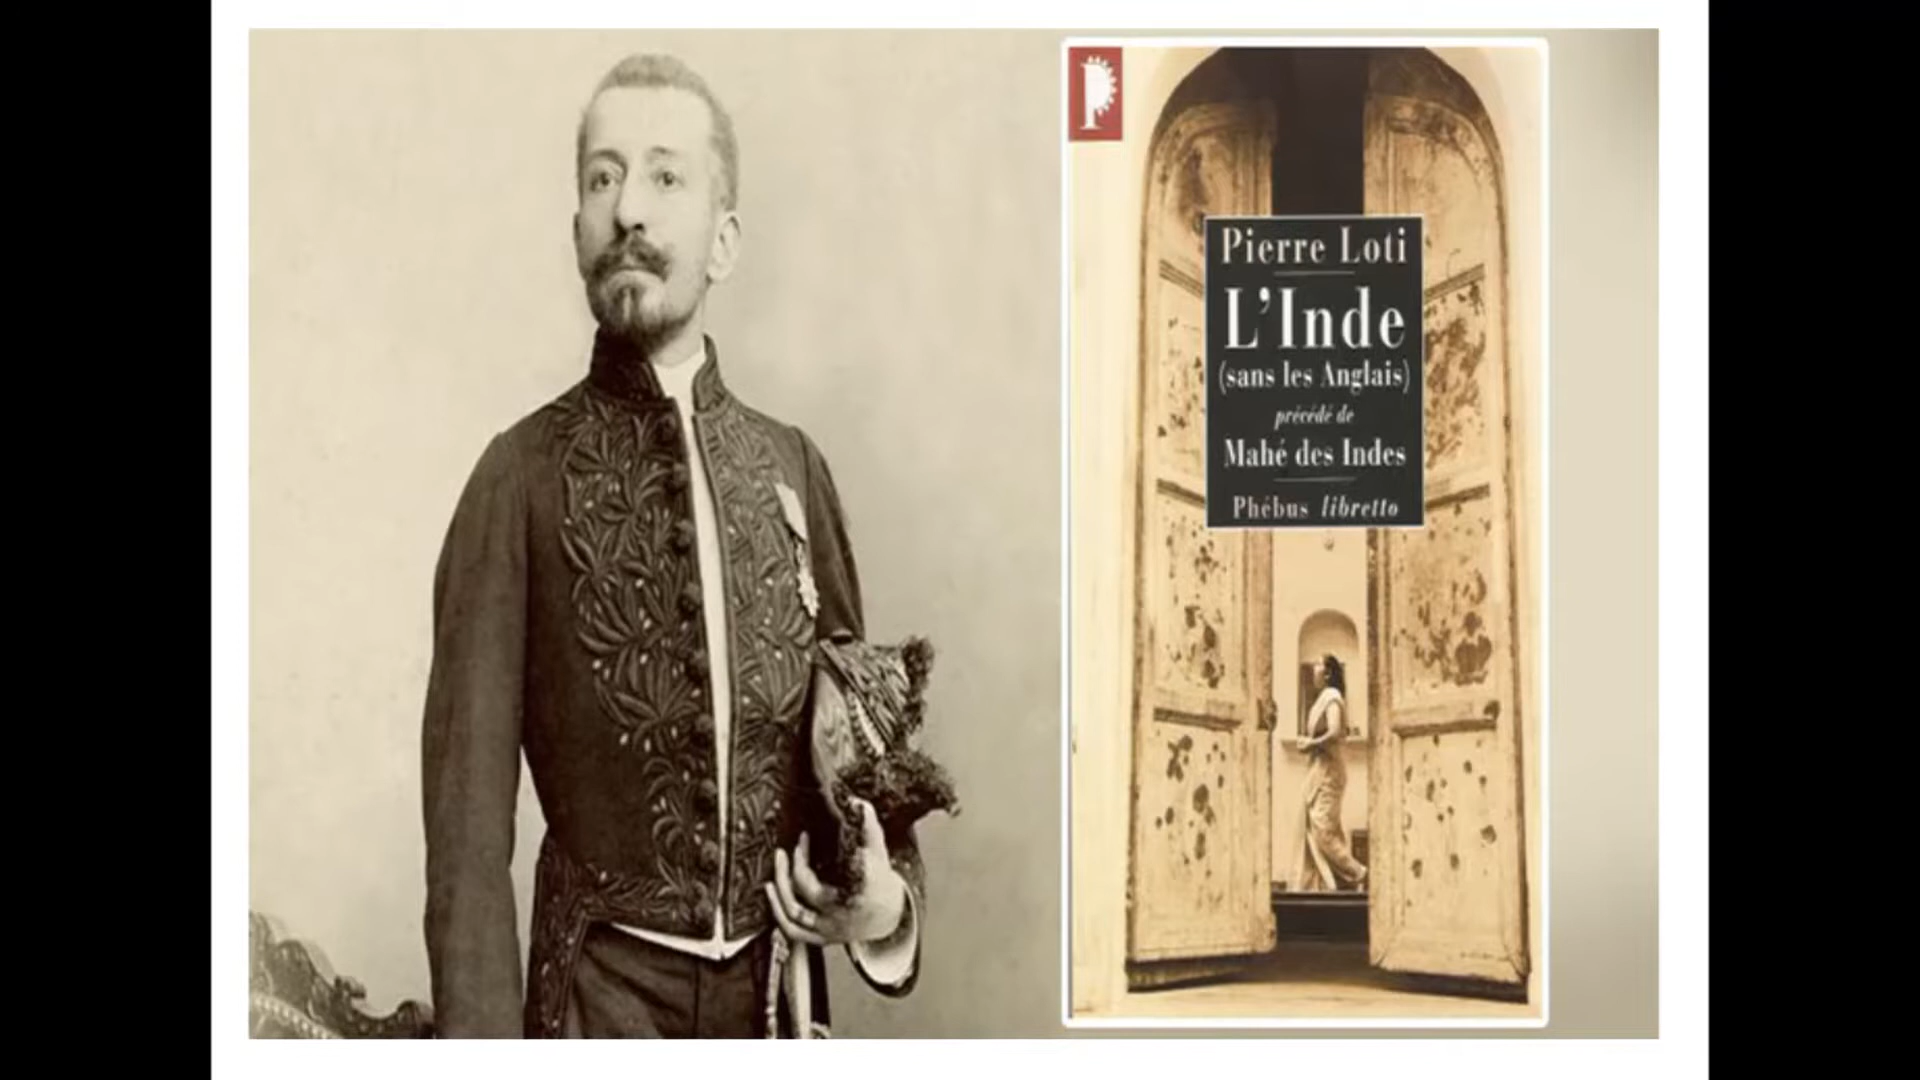 P
Pierre Loti
L'Inde
(sans les Anglais)
précédé de
Mahé des Indes
Phébus libretto